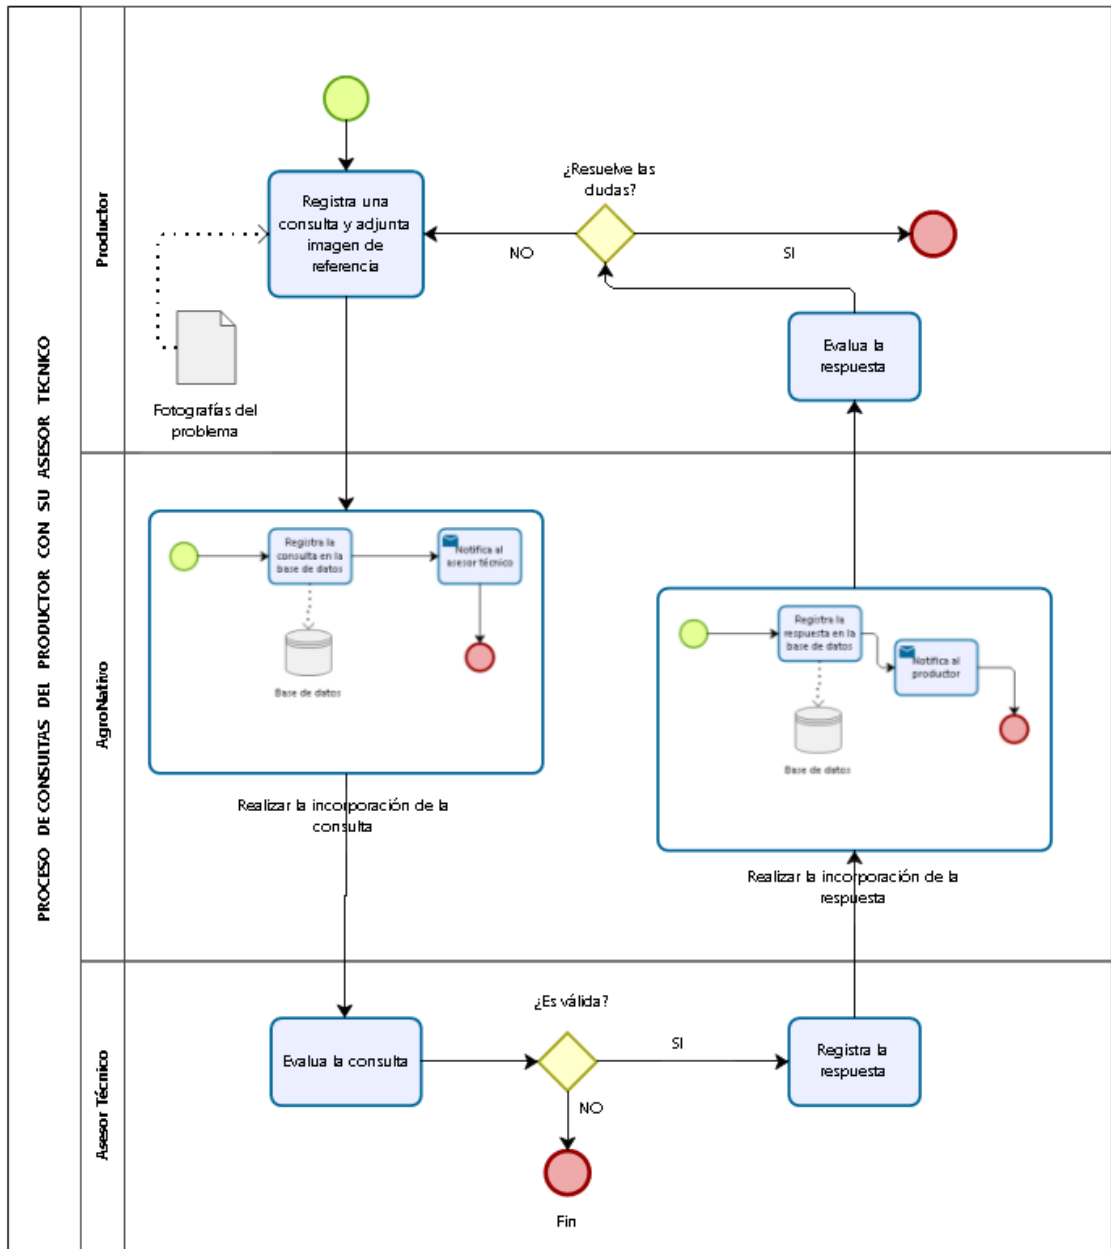 PROCESO DE CONSULTAS DEL PRODUCTOR CON SU ASESOR TECNICO
Productor
Registra una
consulta y adjunta
imagen de
referencia
¿Resuelve las
dudas?
NO
SI
Evalua la
respuesta
Fotografías del
problema
AgroNativo
Registra la
consulta en la
base de datos
Notifica al
asesor técnico
Base de datos
Realizar la incorporación de la
consulta
Registra la
respuesta en la
base de datos
Notifica al
productor
Base de datos
Realizar la incorporación de la
respuesta
Asesor Técnico
Evalua la consulta
¿Es válida?
SI
NO
Registra la
respuesta
Fin